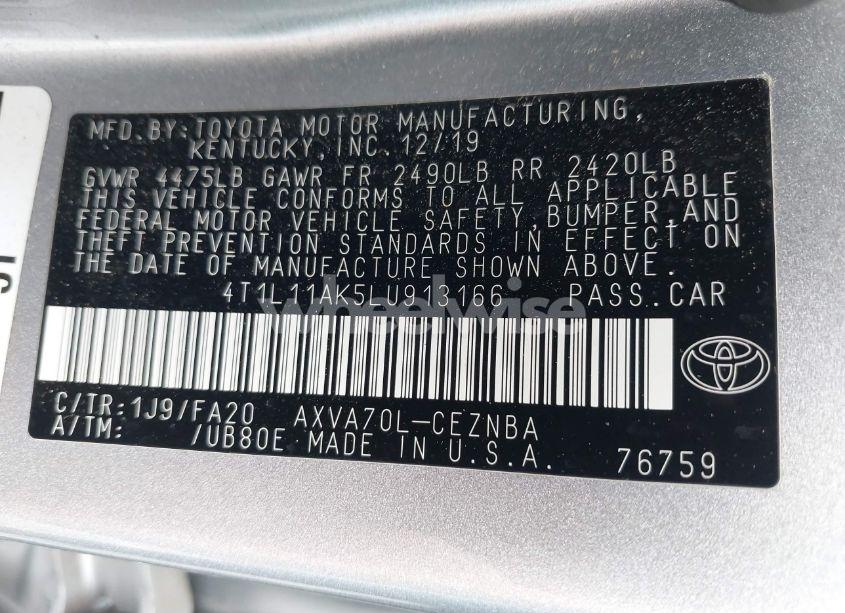 MFD. BY: TOYOTA MOTOR MANUFACTURING,
KENTUCKY, INC. 12/19
GVWR 4475LB GAWR FR 2490LB RR 2420LB
THIS VEHICLE CONFORMS TO ALL APPLICABLE
FEDERAL MOTOR VEHICLE SAFETY, BUMPER, AND
THEFT PREVENTION STANDARDS IN EFFECT ON
THE DATE OF MANUFACTURE SHOWN ABOVE.
4T1L11AK5LU913166 PASS.CAR
wheelwise
C/TR: 1J9/FA20 AXVA70L-CEZNBA
A/TM: /UB80E MADE IN U.S.A. 76759